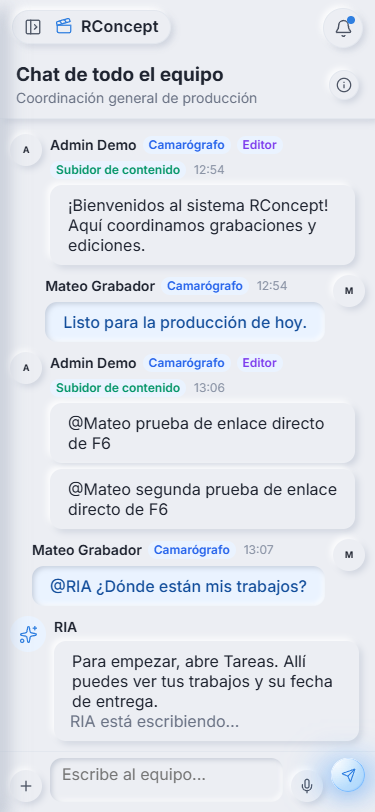 RConcept
Chat de todo el equipo
Coordinación general de producción
A
Admin Demo Camarógrafo Editor
Subidor de contenido 12:54
¡Bienvenidos al sistema RConcept!
Aquí coordinamos grabaciones y
ediciones.
Mateo Grabador Camarógrafo 12:54
M
Listo para la producción de hoy.
A
Admin Demo Camarógrafo Editor
Subidor de contenido 13:06
@Mateo prueba de enlace directo
de F6
@Mateo segunda prueba de enlace
directo de F6
Mateo Grabador Camarógrafo 13:07
M
@RIA ¿Dónde están mis trabajos?
RIA
Para empezar, abre Tareas. Allí
puedes ver tus trabajos y su fecha
de entrega.
RIA está escribiendo...
Escribe al equipo...